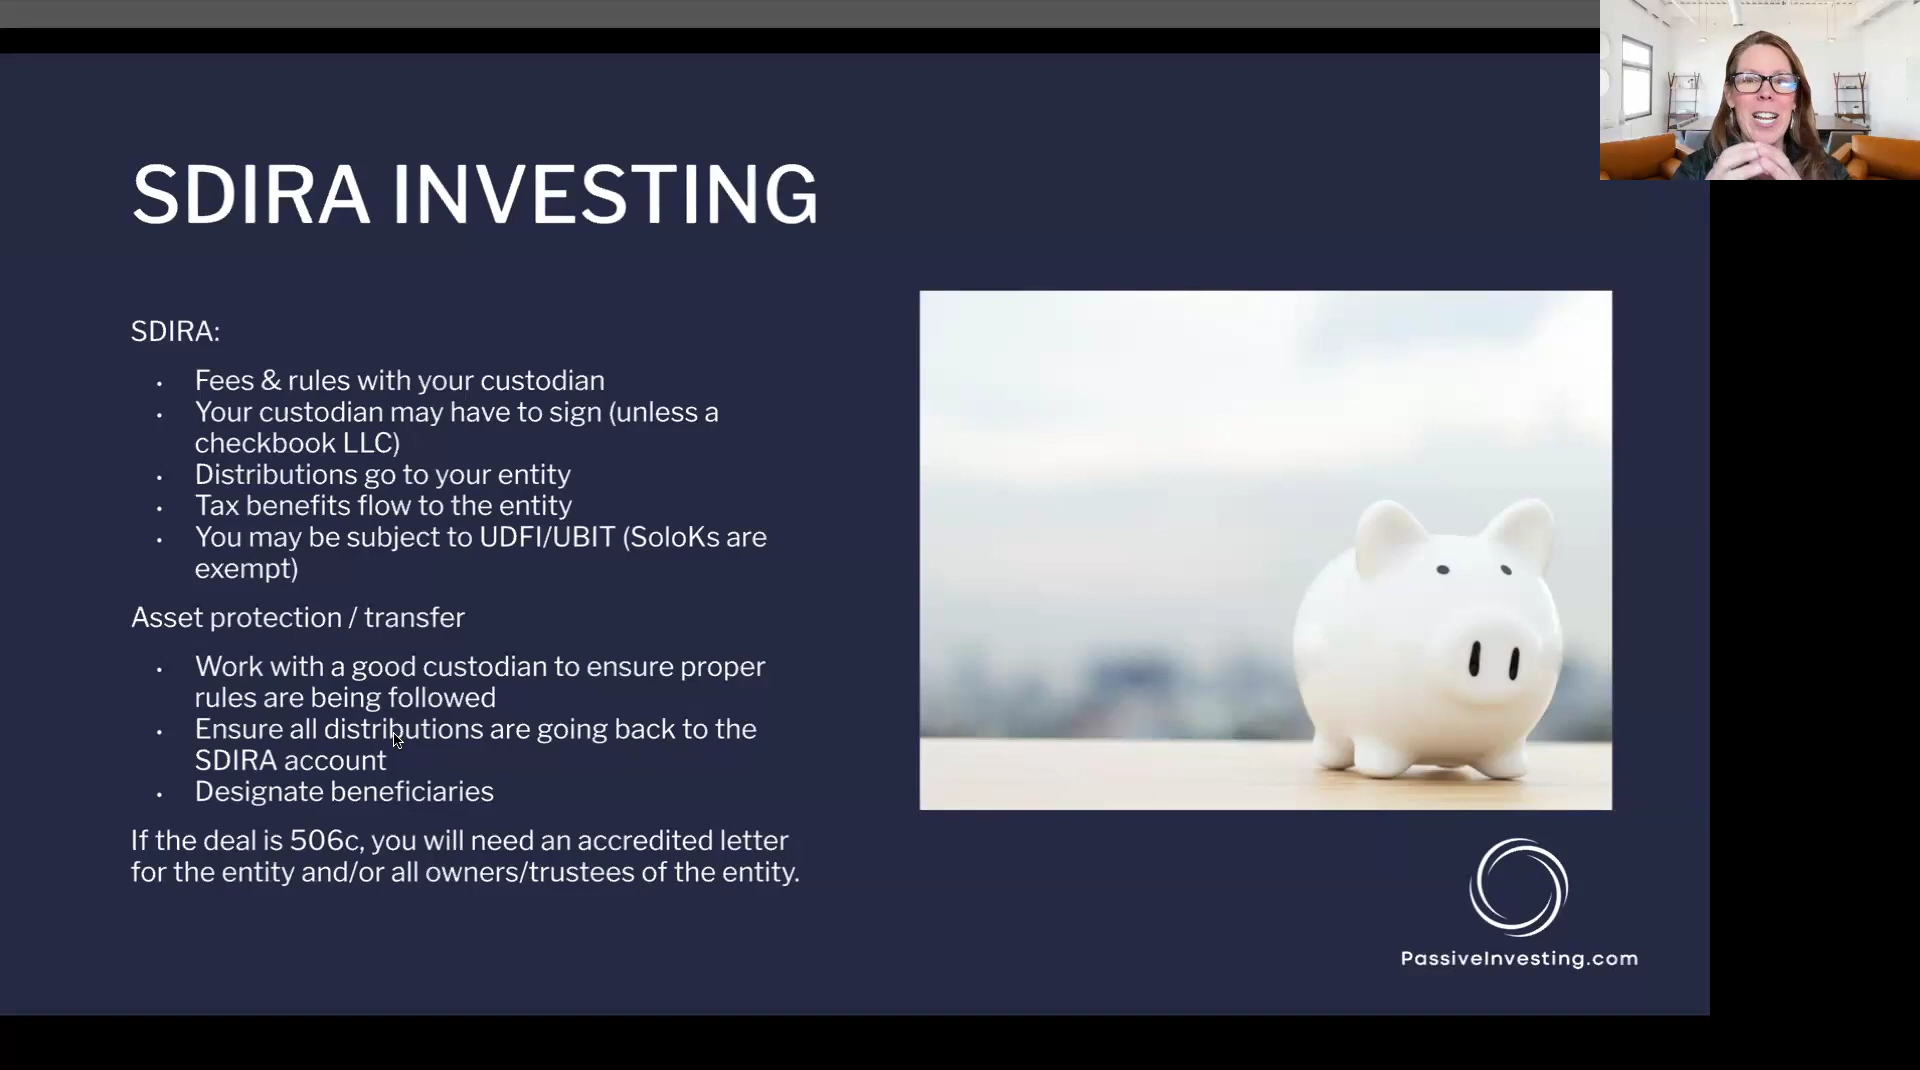 SDIRA INVESTING
SDIRA:
• Fees & rules with your custodian
• Your custodian may have to sign (unless a
checkbook LLC)
• Distributions go to your entity
• Tax benefits flow to the entity
• You may be subject to UDFI/UBIT (SoloKs are
exempt)
Asset protection / transfer
• Work with a good custodian to ensure proper
rules are being followed
• Ensure all distributions are going back to the
SDIRA account
• Designate beneficiaries
If the deal is 506c, you will need an accredited letter
for the entity and/or all owners/trustees of the entity.
PassiveInvesting.com